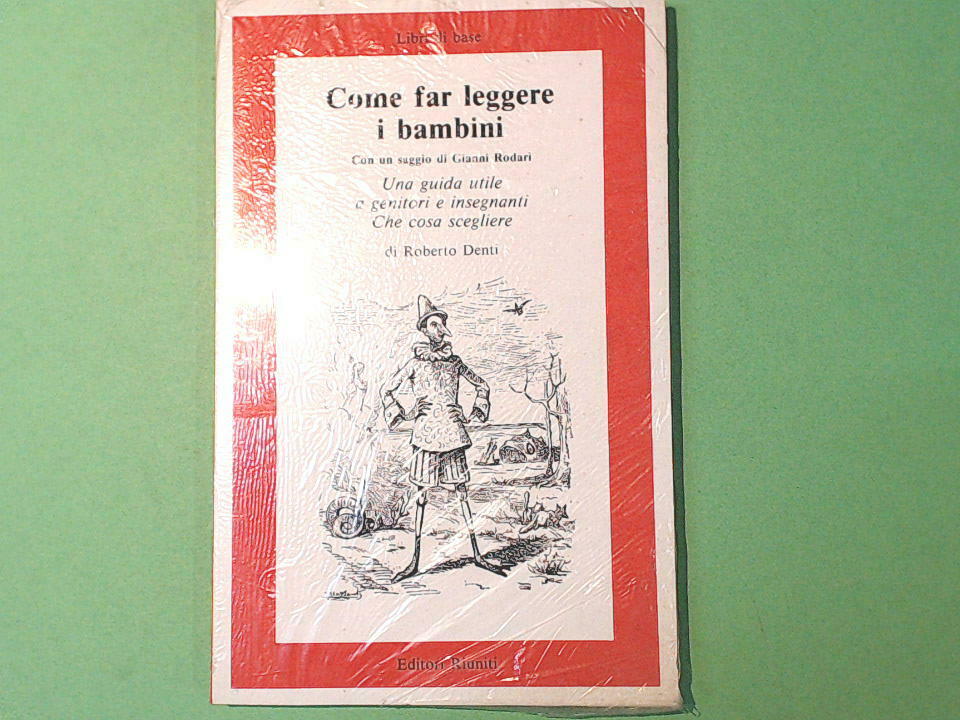 Libri di base
Come far leggere
i bambini
Con un saggio di Gianni Rodari
Una guida utile
a genitori e insegnanti
Che cosa scegliere
di Roberto Denti
Editori Riuniti